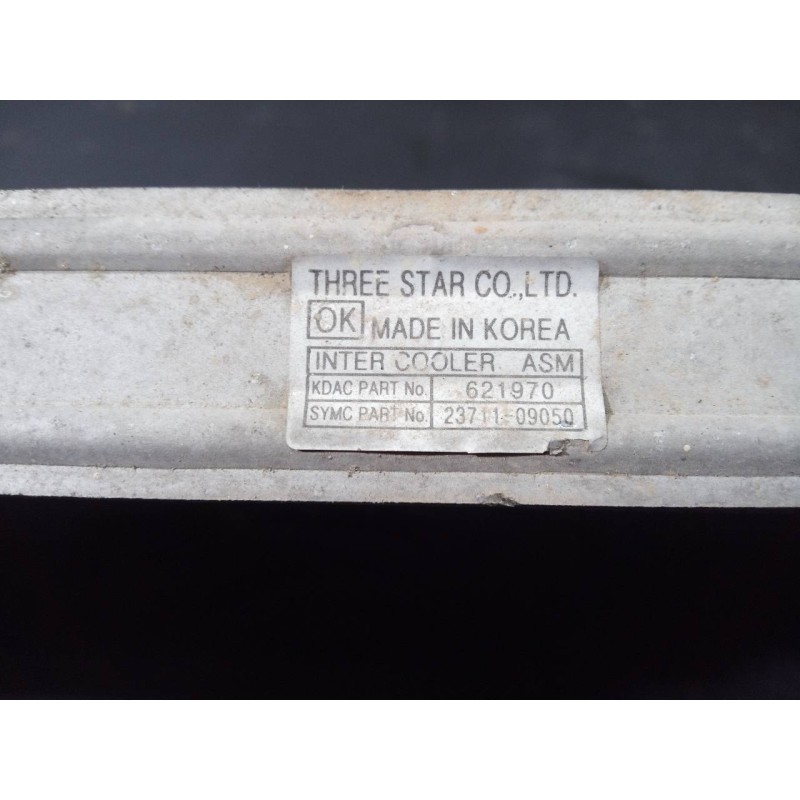 THREE STAR CO.,LTD.
OK MADE IN KOREA
INTER COOLER ASM
KDAC PART No. 621970
SYMC PART No. 23711-09050